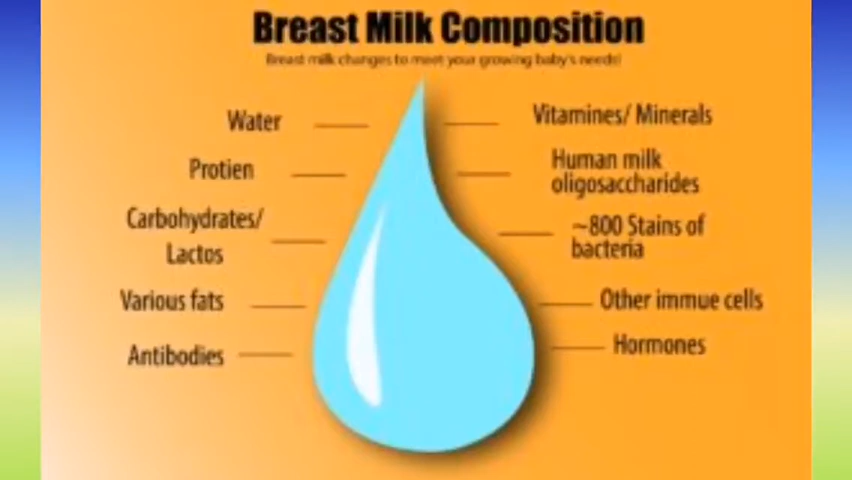 Breast Milk Composition
Breast milk changes to meet your growing baby's needs!
Water
Protien
Carbohydrates/
Lactos
Various fats
Antibodies
Vitamines/ Minerals
Human milk
oligosaccharides
~800 Stains of
bacteria
Other immue cells
Hormones